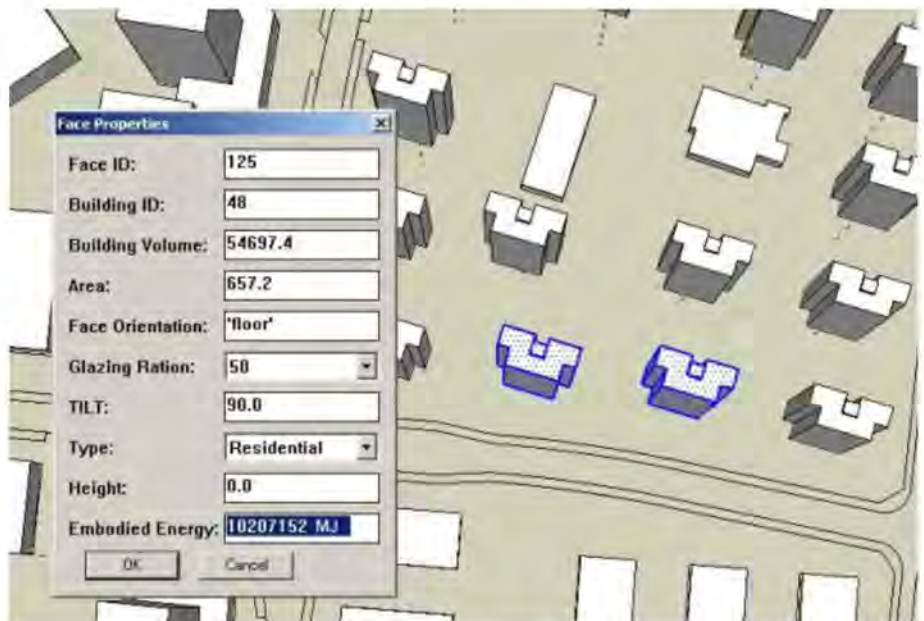 Face Properties
Face ID: 125
Building ID: 48
Building Volume: 54697.4
Area: 657.2
Face Orientation: "floor"
Glazing Ration: 50
TILT: 90.0
Type: Residential
Height: 0.0
Embodied Energy: 10207152 MJ
OK Cancel